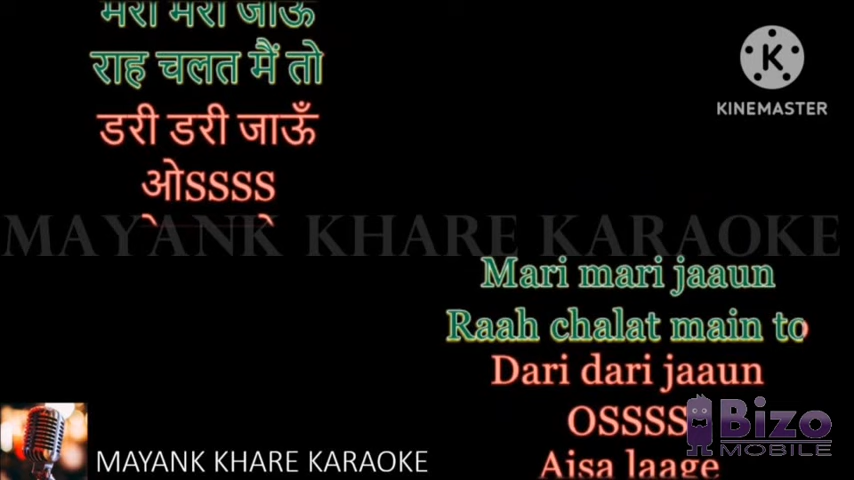 मरी मरी जाऊँ
राह चलत मैं तो
डरी डरी जाऊँ
ओSSSS
KINEMASTER
MAYANK KHARE KARAOKE
Mari mari jaaun
Raah chalat main to
Dari dari jaaun
OSSSS
Aisa laage
Bizo
MOBILE
MAYANK KHARE KARAOKE